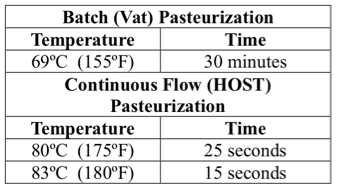 Batch (Vat) Pasteurization
Temperature Time
69ºC (155ºF) 30 minutes
Continuous Flow (HOST)
Pasteurization
Temperature Time
80ºC (175ºF) 25 seconds
83ºC (180ºF) 15 seconds